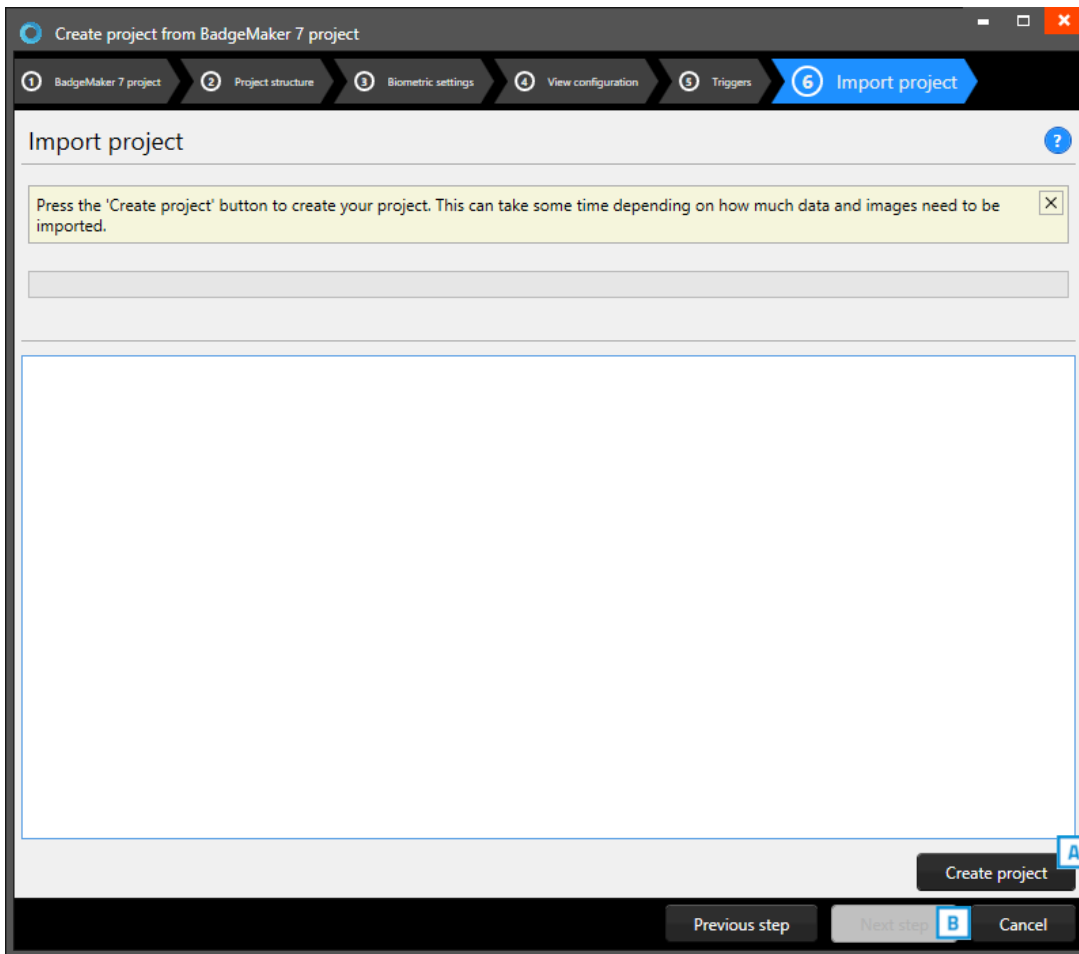 Create project from BadgeMaker 7 project
1 BadgeMaker 7 project 2 Project structure 3 Biometric settings 4 View configuration 5 Triggers 6 Import project
Import project
?
Press the 'Create project' button to create your project. This can take some time depending on how much data and images need to be
imported.
A
Create project
Previous step Next step B Cancel